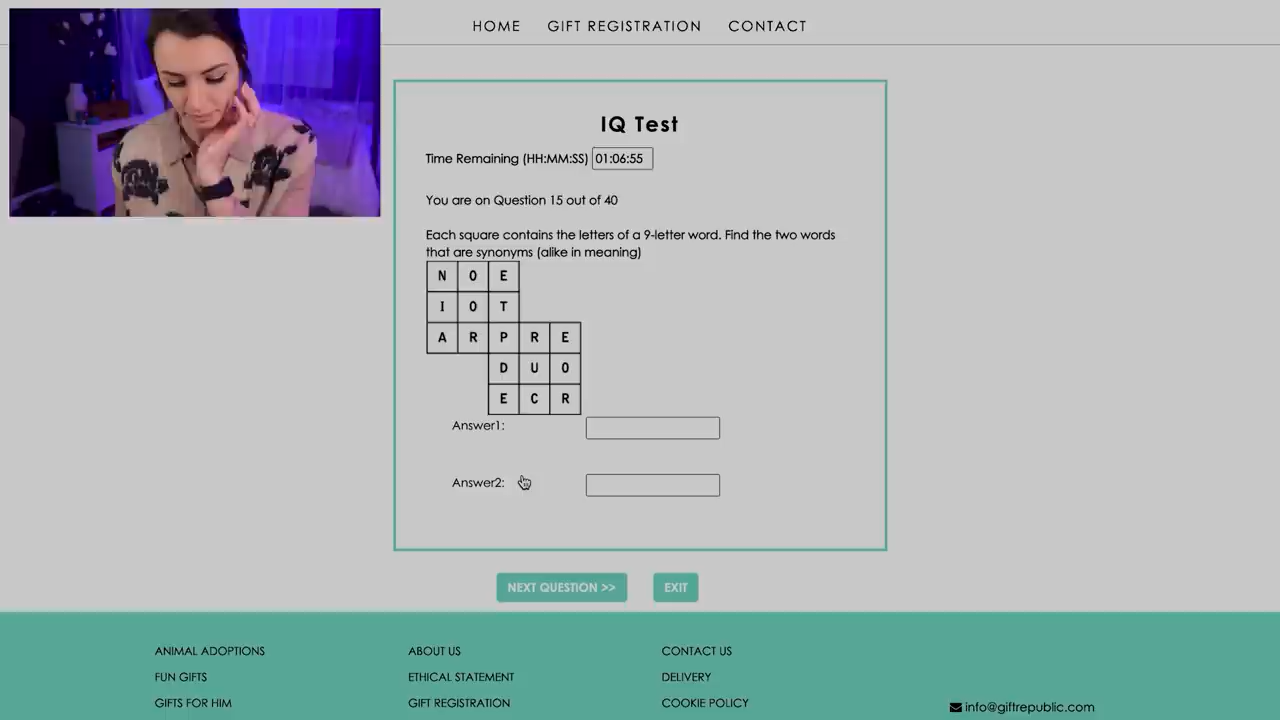 HOME GIFT REGISTRATION CONTACT
IQ Test
Time Remaining (HH:MM:SS) 01:06:55
You are on Question 15 out of 40
Each square contains the letters of a 9-letter word. Find the two words
that are synonyms (alike in meaning)
N O E
I O T
A R P R E
D U O
E C R
Answer1:
Answer2:
NEXT QUESTION >> EXIT
ANIMAL ADOPTIONS ABOUT US CONTACT US
FUN GIFTS ETHICAL STATEMENT DELIVERY
GIFTS FOR HIM GIFT REGISTRATION COOKIE POLICY info@giftrepublic.com